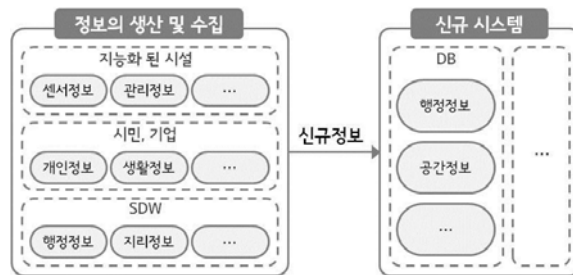 정보의 생산 및 수집
지능화 된 시설
센서정보 관리정보 ...
시민, 기업
개인정보 생활정보 ...
SDW
행정정보 지리정보 ...
신규정보
신규 시스템
DB
행정정보
공간정보
...
...